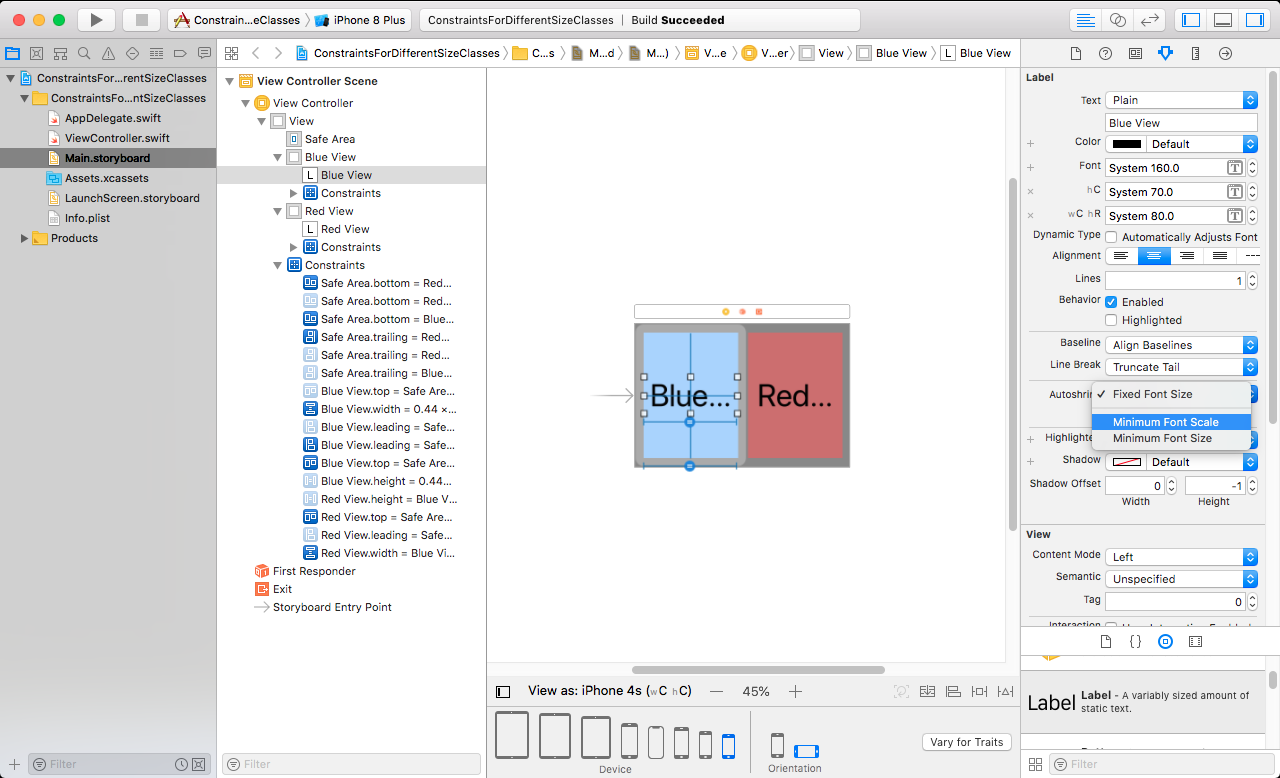 Constrain...eClasses
iPhone 8 Plus
ConstraintsForDifferentSizeClasses | Build Succeeded
ConstraintsForDifferentSizeClasses
C...s
M...d
M...)
V...e
V...er
View
Blue View
L Blue View
ConstraintsFor...rentSizeClasses
ConstraintsFo...ntSizeClasses
AppDelegate.swift
ViewController.swift
Main.storyboard
Assets.xcassets
LaunchScreen.storyboard
Info.plist
Products
Filter
View Controller Scene
View Controller
View
Safe Area
Blue View
L Blue View
Constraints
Red View
L Red View
Constraints
Constraints
Safe Area.bottom = Red...
Safe Area.bottom = Red...
Safe Area.bottom = Blue...
Safe Area.trailing = Red...
Safe Area.trailing = Red...
Safe Area.trailing = Blue...
Blue View.top = Safe Are...
Blue View.width = 0.44 ×...
Blue View.leading = Safe...
Blue View.leading = Safe...
Blue View.top = Safe Are...
Blue View.height = 0.44...
Red View.height = Blue V...
Red View.top = Safe Are...
Red View.leading = Safe...
Red View.width = Blue Vi...
First Responder
Exit
Storyboard Entry Point
Filter
Blue...
Red...
View as: iPhone 4s (wC hC)
45%
Device
Orientation
Vary for Traits
Label
Text Plain
Blue View
Color Default
Font System 160.0
hC System 70.0
wC hR System 80.0
Dynamic Type Automatically Adjusts Font
Alignment
Lines 1
Behavior Enabled
Highlighted
Baseline Align Baselines
Line Break Truncate Tail
Autoshrin
Fixed Font Size
Minimum Font Scale
Minimum Font Size
Highlighte
Shadow Default
Shadow Offset 0 -1
Width Height
View
Content Mode Left
Semantic Unspecified
Tag 0
Interaction
Label
Label - A variably sized amount of
static text.
Filter